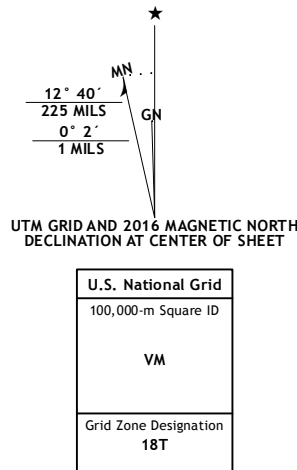 ★
MN
12° 40´
225 MILS
GN
0° 2´
1 MILS
UTM GRID AND 2016 MAGNETIC NORTH
DECLINATION AT CENTER OF SHEET
U.S. National Grid
100,000-m Square ID
VM
Grid Zone Designation
18T